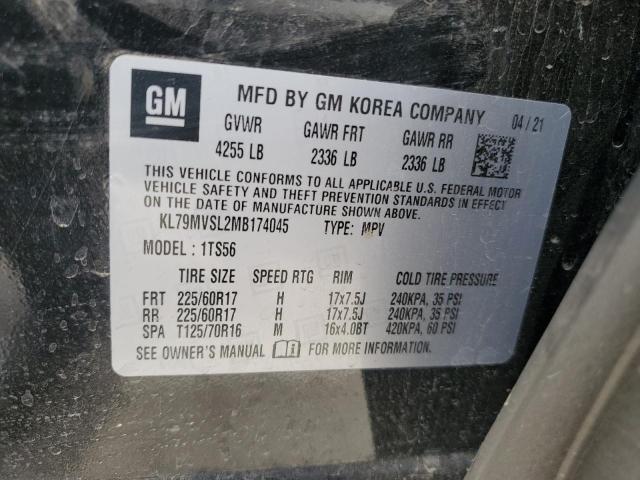 GM MFD BY GM KOREA COMPANY 04/21
GVWR GAWR FRT GAWR RR
4255 LB 2336 LB 2336 LB
THIS VEHICLE CONFORMS TO ALL APPLICABLE U.S. FEDERAL MOTOR
VEHICLE SAFETY AND THEFT PREVENTION STANDARDS IN EFFECT
ON THE DATE OF MANUFACTURE SHOWN ABOVE.
KL79MVSL2MB174045 TYPE: MPV
MODEL: 1TS56
TIRE SIZE SPEED RTG RIM COLD TIRE PRESSURE
FRT 225/60R17 H 17x7.5J 240KPA, 35 PSI
RR 225/60R17 H 17x7.5J 240KPA, 35 PSI
SPA T125/70R16 M 16x4.0BT 420KPA, 60 PSI
SEE OWNER'S MANUAL FOR MORE INFORMATION.